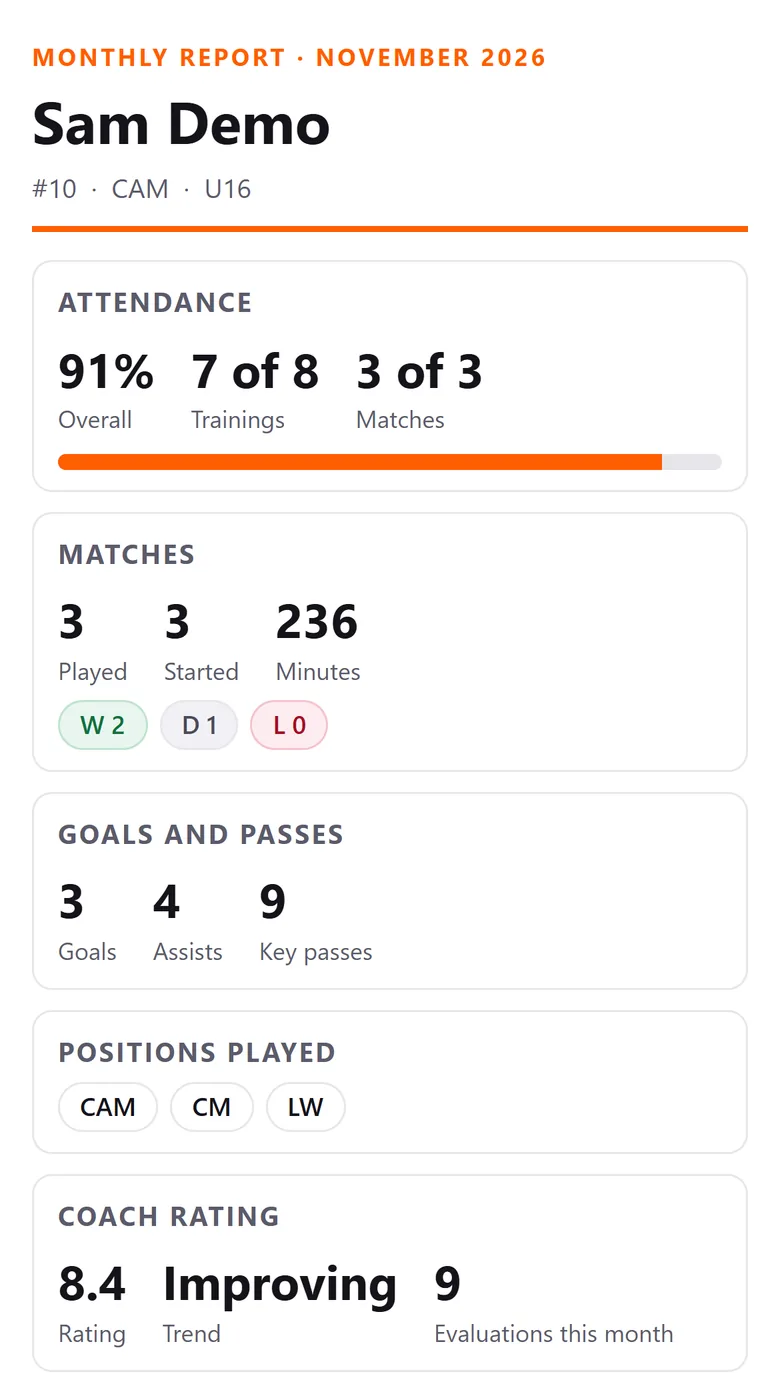 MONTHLY REPORT · NOVEMBER 2026
Sam Demo
#10 · CAM · U16
ATTENDANCE
91% 7 of 8 3 of 3
Overall Trainings Matches
MATCHES
3 3 236
Played Started Minutes
W 2 D 1 L 0
GOALS AND PASSES
3 4 9
Goals Assists Key passes
POSITIONS PLAYED
CAM CM LW
COACH RATING
8.4 Improving 9
Rating Trend Evaluations this month